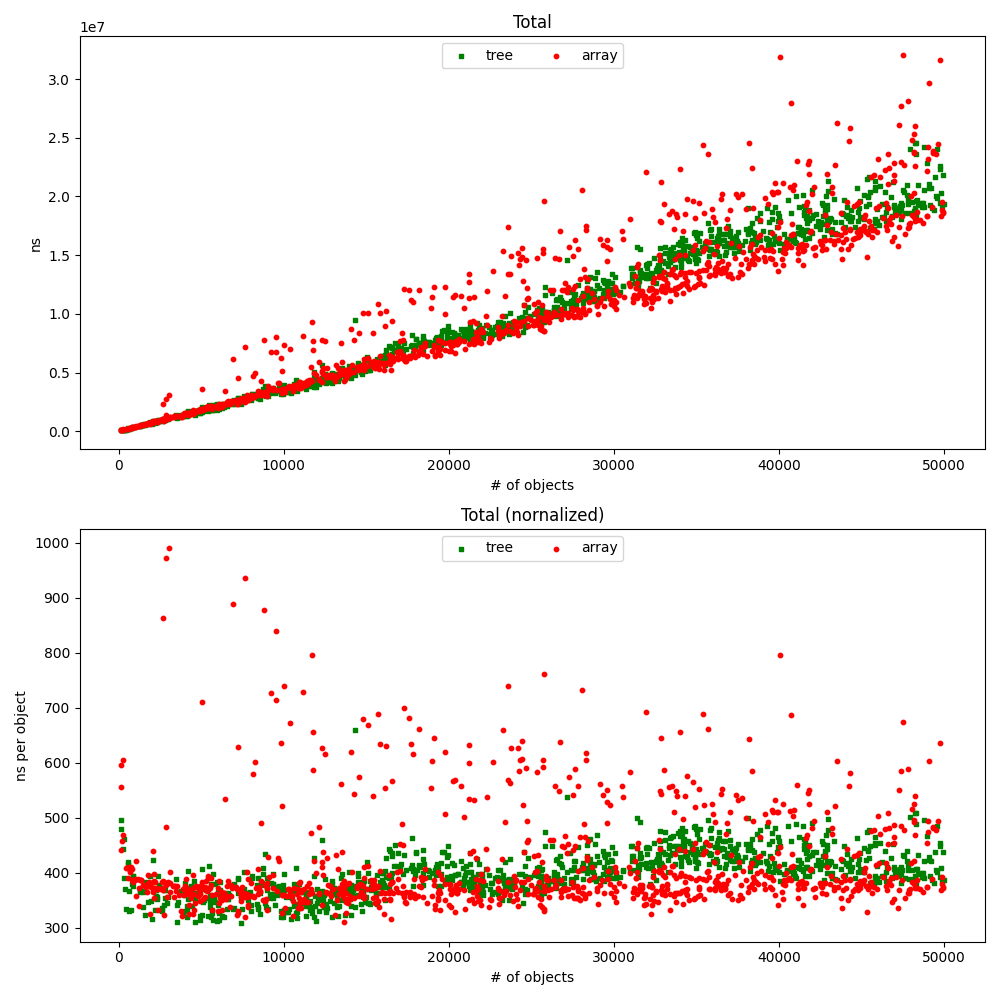 Total
1e7
tree array
3.0
2.5
2.0
1.5
1.0
0.5
0.0
ns
0 10000 20000 30000 40000 50000
# of objects
Total (nornalized)
tree array
1000
900
800
700
600
500
400
300
ns per object
0 10000 20000 30000 40000 50000
# of objects